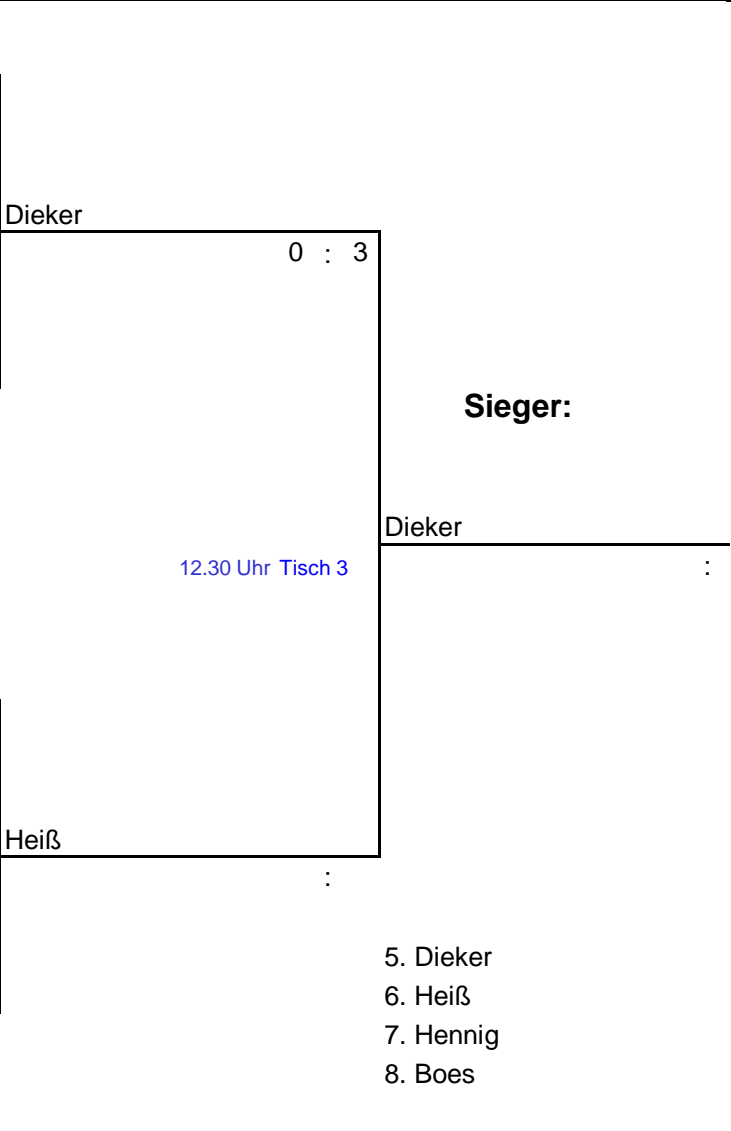 Dieker
0 : 3
Sieger:
Dieker
12.30 Uhr Tisch 3
:
Heiß
:
5. Dieker
6. Heiß
7. Hennig
8. Boes